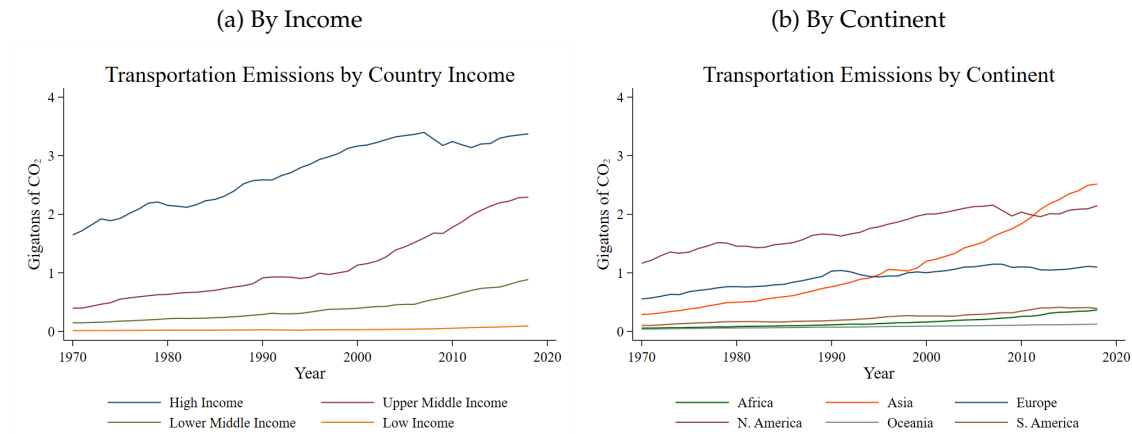 (a) By Income
Transportation Emissions by Country Income
Gigatons of CO₂
4
3
2
1
0
1970 1980 1990 2000 2010 2020
Year
High Income Upper Middle Income
Lower Middle Income Low Income
(b) By Continent
Transportation Emissions by Continent
Gigatons of CO₂
4
3
2
1
0
1970 1980 1990 2000 2010 2020
Year
Africa Asia Europe
N. America Oceania S. America